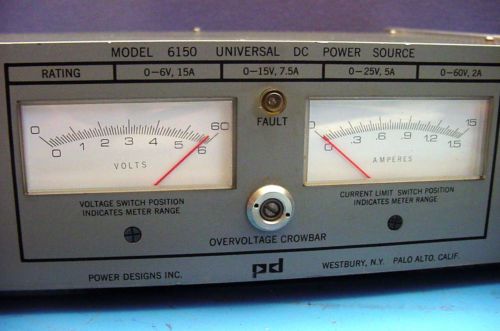 MODEL 6150 UNIVERSAL DC POWER SOURCE
RATING 0-6V, 15A 0-15V, 7.5A 0-25V, 5A 0-60V, 2A
0 60
0 1 2 3 4 5 6
VOLTS
FAULT
0 15
0 .3 .6 .9 1.2 1.5
AMPERES
VOLTAGE SWITCH POSITION
INDICATES METER RANGE
CURRENT LIMIT SWITCH POSITION
INDICATES METER RANGE
OVERVOLTAGE CROWBAR
POWER DESIGNS INC. pd WESTBURY, N.Y. PALO ALTO, CALIF.